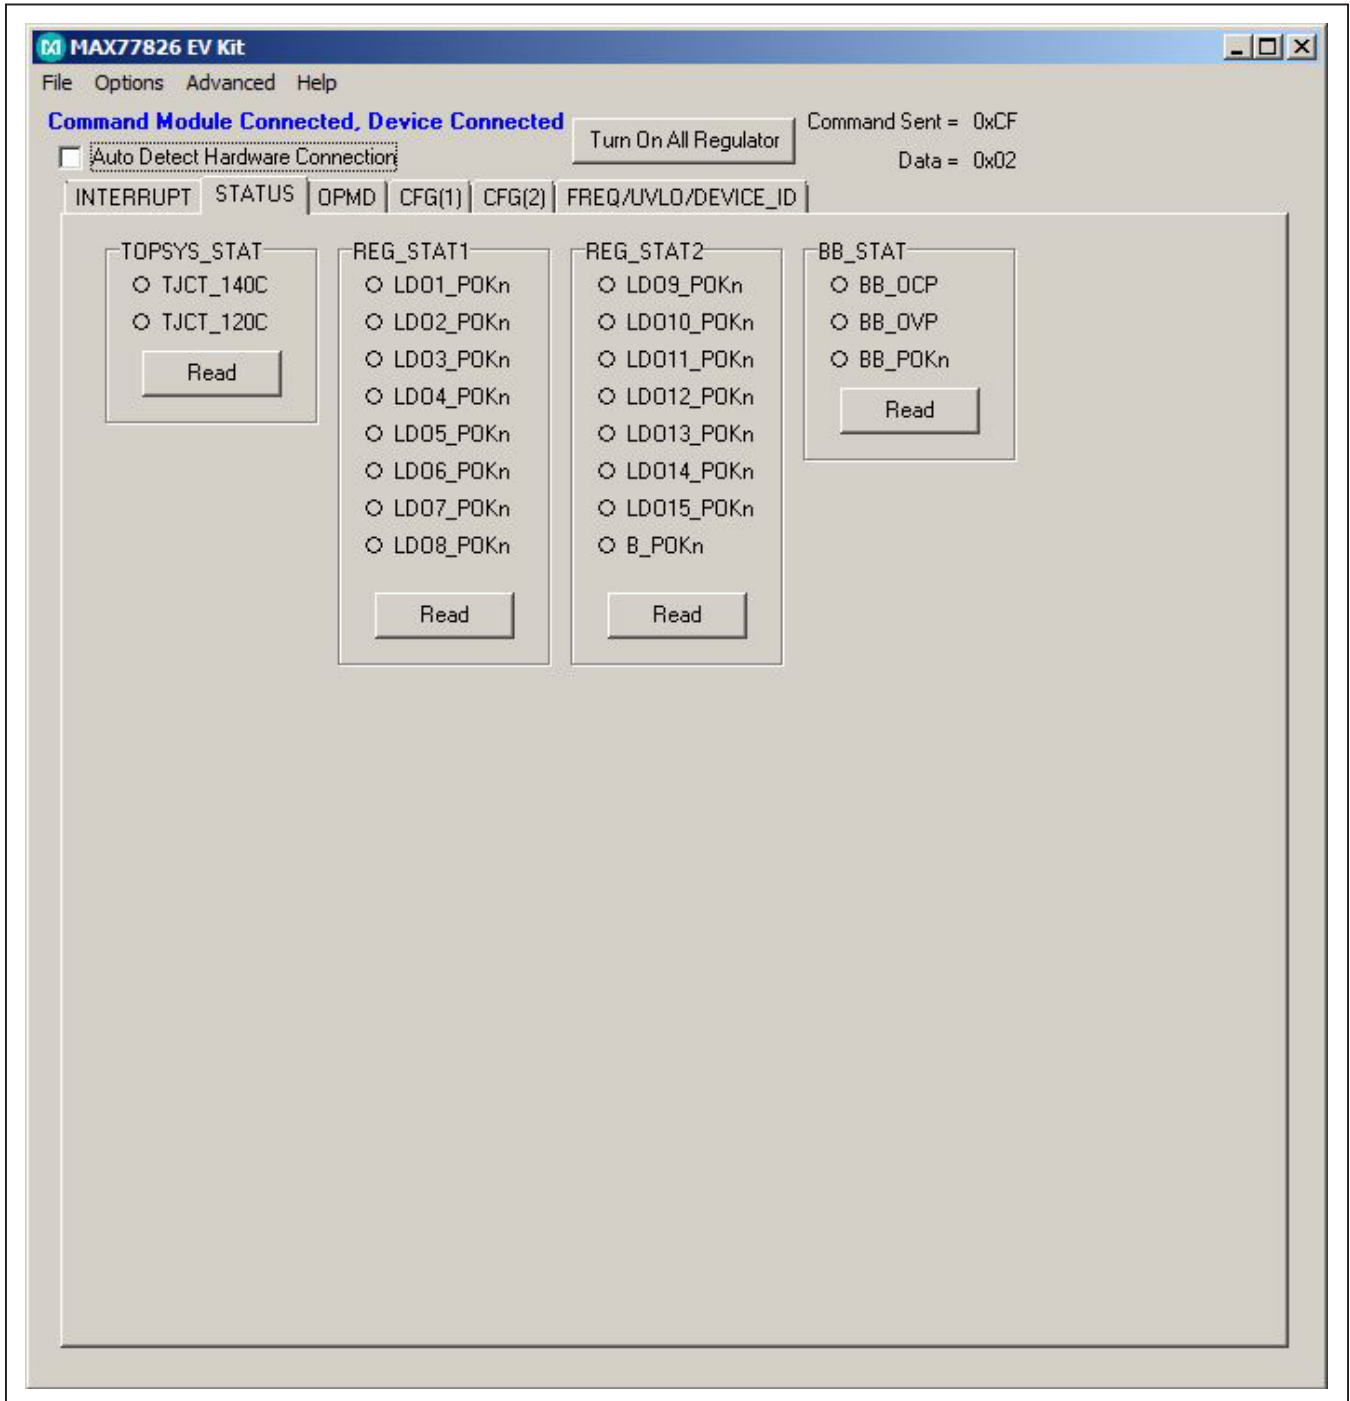 MAX77826 EV Kit
File Options Advanced Help
Command Module Connected, Device Connected
Turn On All Regulator
Command Sent = 0xCF
Auto Detect Hardware Connection
Data = 0x02
INTERRUPT STATUS OPMD CFG(1) CFG(2) FREQ/UVLO/DEVICE_ID
TOPSYS_STAT
TJCT_140C
TJCT_120C
Read
REG_STAT1
LDO1_POKn
LDO2_POKn
LDO3_POKn
LDO4_POKn
LDO5_POKn
LDO6_POKn
LDO7_POKn
LDO8_POKn
Read
REG_STAT2
LDO9_POKn
LDO10_POKn
LDO11_POKn
LDO12_POKn
LDO13_POKn
LDO14_POKn
LDO15_POKn
B_POKn
Read
BB_STAT
BB_OCP
BB_OVP
BB_POKn
Read